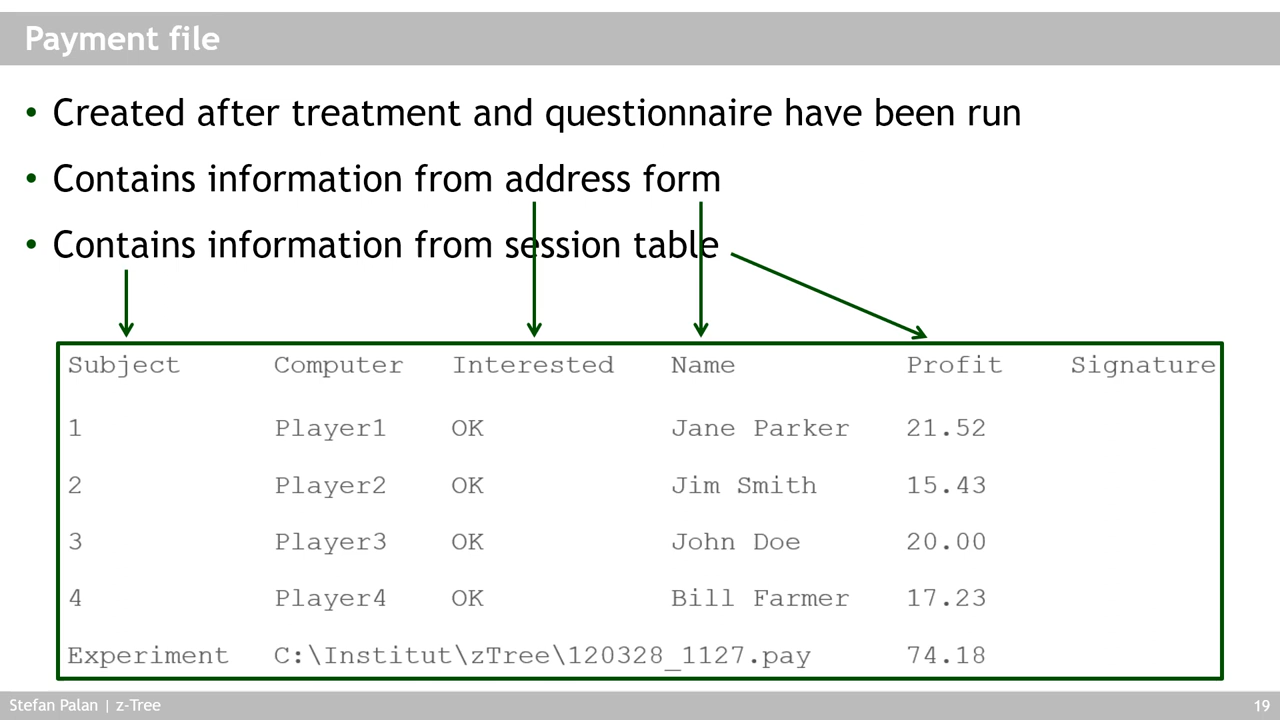 Payment file
• Created after treatment and questionnaire have been run
• Contains information from address form
• Contains information from session table
Subject Computer Interested Name Profit Signature
1 Player1 OK Jane Parker 21.52
2 Player2 OK Jim Smith 15.43
3 Player3 OK John Doe 20.00
4 Player4 OK Bill Farmer 17.23
Experiment C:\Institut\zTree\120328_1127.pay 74.18
Stefan Palan | z-Tree 19